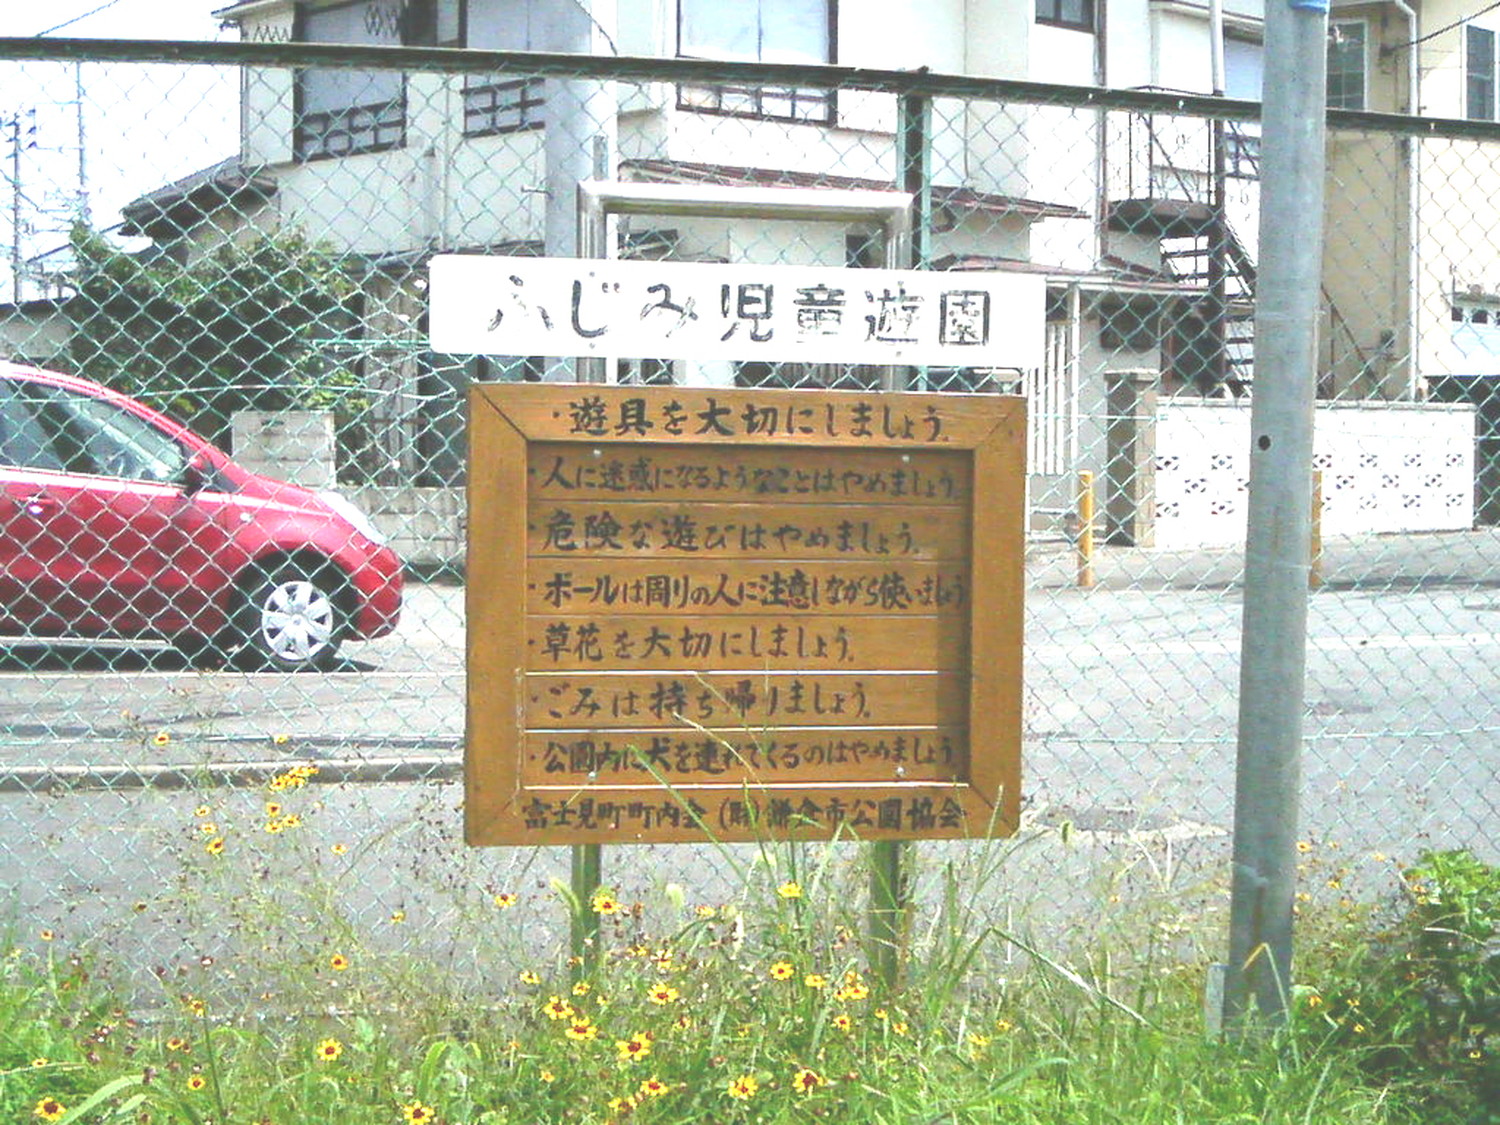 ふじみ児童遊園
・遊具を大切にしましょう。
・人に迷惑になるようなことはやめましょう。
・危険な遊びはやめましょう。
・ボールは周りの人に注意しながら使いましょう
・草花を大切にしましょう。
・ごみは持ち帰りましょう。
・公園内に犬を連れてくるのはやめましょう。
富士見町町内会 (財)鎌倉市公園協会